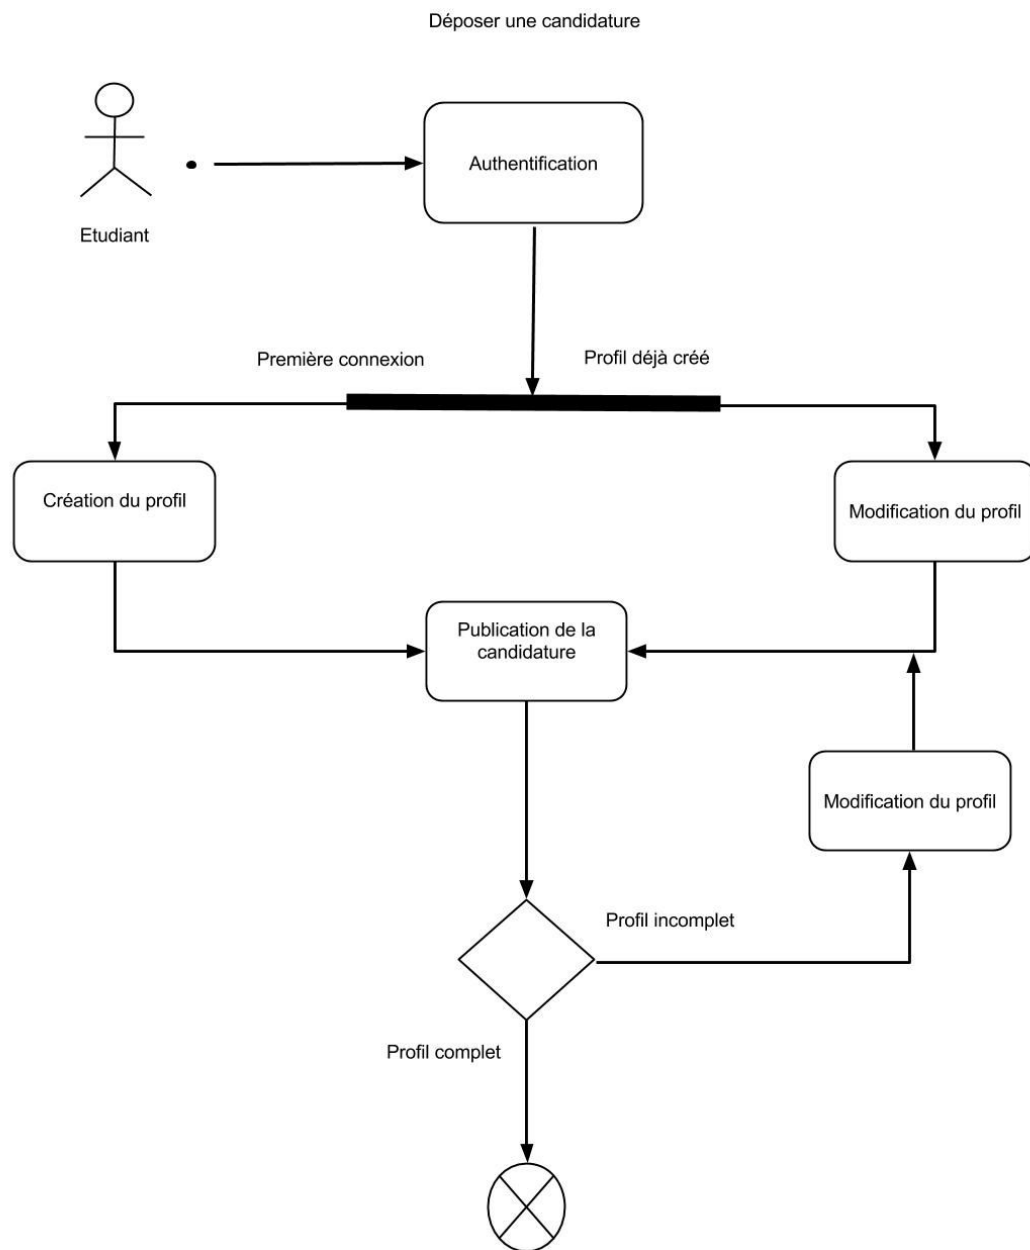 Déposer une candidature
Authentification
Etudiant
Première connexion
Profil déjà créé
Création du profil
Modification du profil
Publication de la
candidature
Modification du profil
Profil incomplet
Profil complet